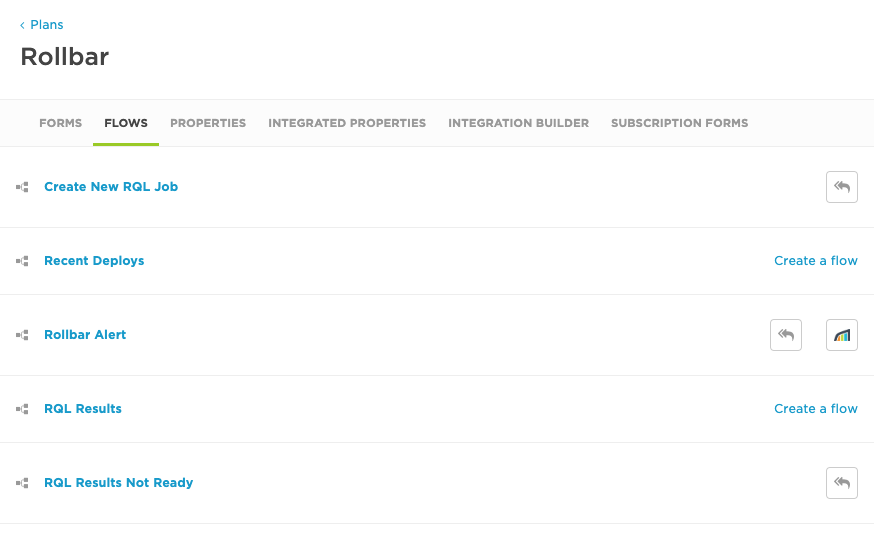 ‹ Plans
Rollbar
FORMS FLOWS PROPERTIES INTEGRATED PROPERTIES INTEGRATION BUILDER SUBSCRIPTION FORMS
Create New RQL Job
Recent Deploys Create a flow
Rollbar Alert
RQL Results Create a flow
RQL Results Not Ready